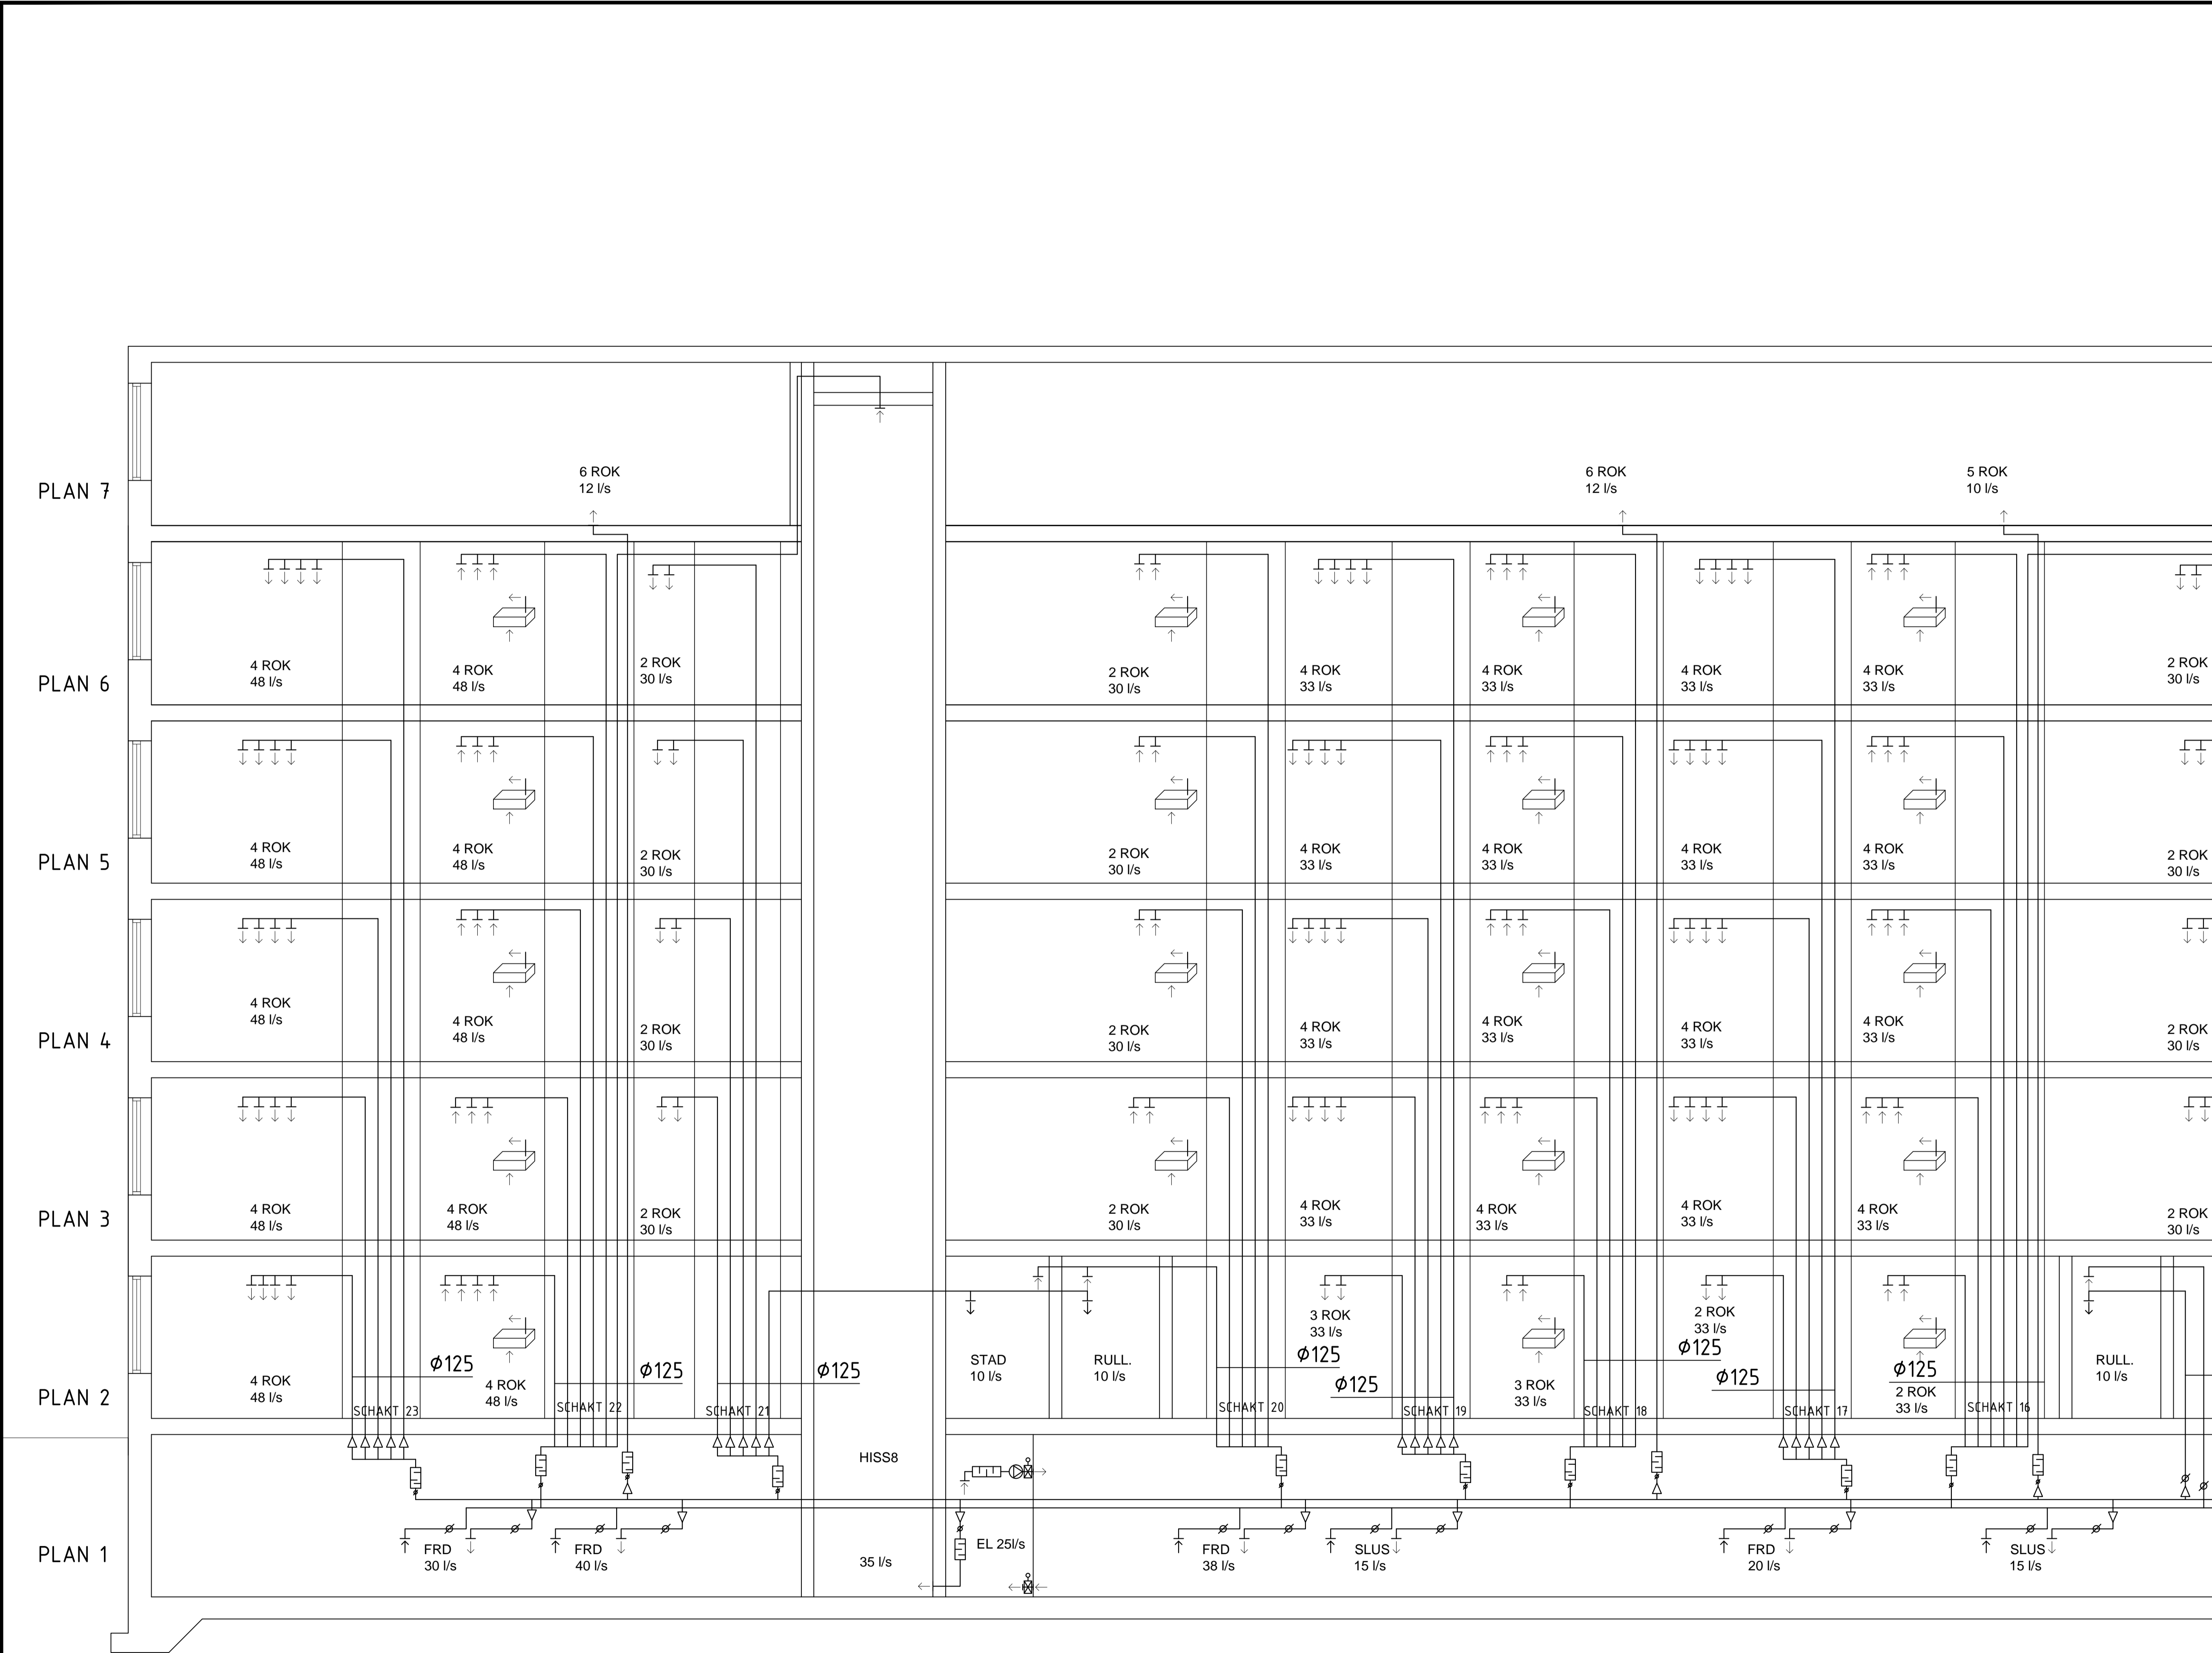 6 ROK
12 l/s
6 ROK
12 l/s
5 ROK
10 l/s
PLAN 7
4 ROK
48 l/s
4 ROK
48 l/s
2 ROK
30 l/s
2 ROK
30 l/s
4 ROK
33 l/s
4 ROK
33 l/s
4 ROK
33 l/s
4 ROK
33 l/s
2 ROK
30 l/s
PLAN 6
4 ROK
48 l/s
4 ROK
48 l/s
2 ROK
30 l/s
2 ROK
30 l/s
4 ROK
33 l/s
4 ROK
33 l/s
4 ROK
33 l/s
4 ROK
33 l/s
2 ROK
30 l/s
PLAN 5
4 ROK
48 l/s
4 ROK
48 l/s
2 ROK
30 l/s
2 ROK
30 l/s
4 ROK
33 l/s
4 ROK
33 l/s
4 ROK
33 l/s
4 ROK
33 l/s
2 ROK
30 l/s
PLAN 4
4 ROK
48 l/s
4 ROK
48 l/s
2 ROK
30 l/s
2 ROK
30 l/s
4 ROK
33 l/s
4 ROK
33 l/s
4 ROK
33 l/s
4 ROK
33 l/s
2 ROK
30 l/s
PLAN 3
4 ROK
48 l/s
ϕ125
4 ROK
48 l/s
ϕ125
ϕ125
STAD
10 l/s
RULL.
10 l/s
3 ROK
33 l/s
ϕ125
ϕ125
3 ROK
33 l/s
2 ROK
33 l/s
ϕ125
ϕ125
ϕ125
2 ROK
33 l/s
RULL.
10 l/s
PLAN 2
SCHAKT 23
SCHAKT 22
SCHAKT 21
SCHAKT 20
SCHAKT 19
SCHAKT 18
SCHAKT 17
SCHAKT 16
HISS8
PLAN 1
FRD
30 l/s
FRD
40 l/s
35 l/s
EL 25l/s
FRD
38 l/s
SLUS
15 l/s
FRD
20 l/s
SLUS
15 l/s